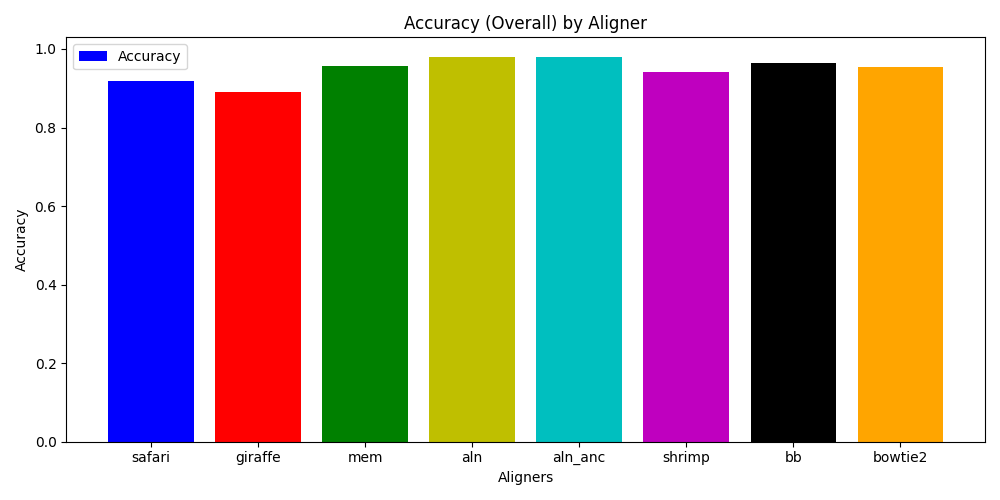 Accuracy (Overall) by Aligner
Accuracy
1.0
0.8
0.6
0.4
0.2
0.0
Accuracy
safari giraffe mem aln aln_anc shrimp bb bowtie2
Aligners